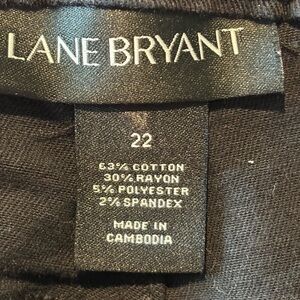 LANE BRYANT
22
63% COTTON
30% RAYON
5% POLYESTER
2% SPANDEX
MADE IN
CAMBODIA